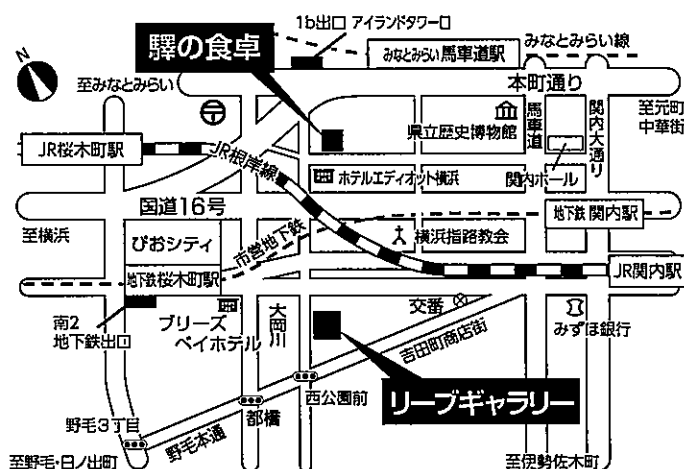 N
1b出口 アイランドタワー口
驛の食卓
みなとみらい 馬車道駅
みなとみらい線
至みなとみらい
本町通り
至元町
中華街
県立歴史博物館
馬車道
関内大通り
関内ホール
JR桜木町駅
JR根岸線
ホテルエディオット横浜
国道16号
地下鉄 関内駅
至横浜
ぴおシティ
市営地下鉄
横浜指路教会
地下鉄桜木町駅
JR関内駅
南2
地下鉄出口
ブリーズ
ベイホテル
大岡川
交番
みずほ銀行
吉田町商店街
リーブギャラリー
西公園前
都橋
野毛3丁目
野毛本通
至野毛・日ノ出町
至伊勢佐木町